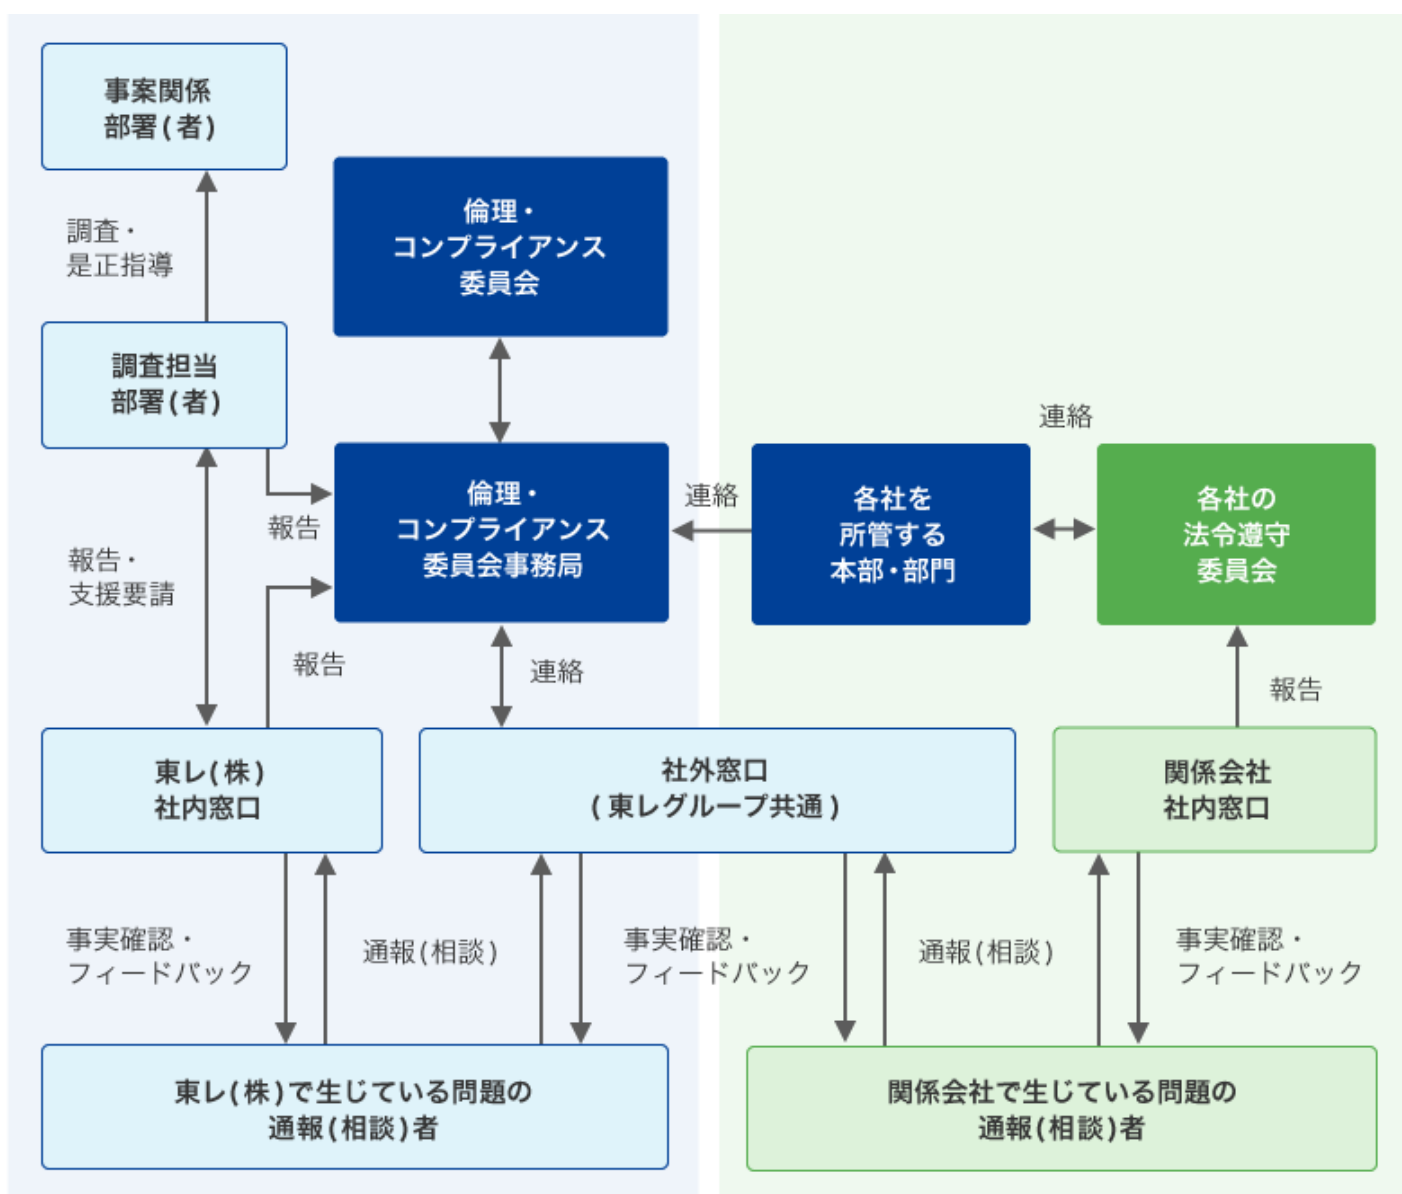 事案関係
部署(者)
調査・
是正指導
倫理・
コンプライアンス
委員会
調査担当
部署(者)
報告
報告・
支援要請
倫理・
コンプライアンス
委員会事務局
連絡
各社を
所管する
本部・部門
連絡
各社の
法令遵守
委員会
報告
連絡
報告
東レ(株)
社内窓口
社外窓口
(東レグループ共通)
関係会社
社内窓口
事実確認・
フィードバック
通報(相談)
事実確認・
フィードバック
通報(相談)
事実確認・
フィードバック
東レ(株)で生じている問題の
通報(相談)者
関係会社で生じている問題の
通報(相談)者